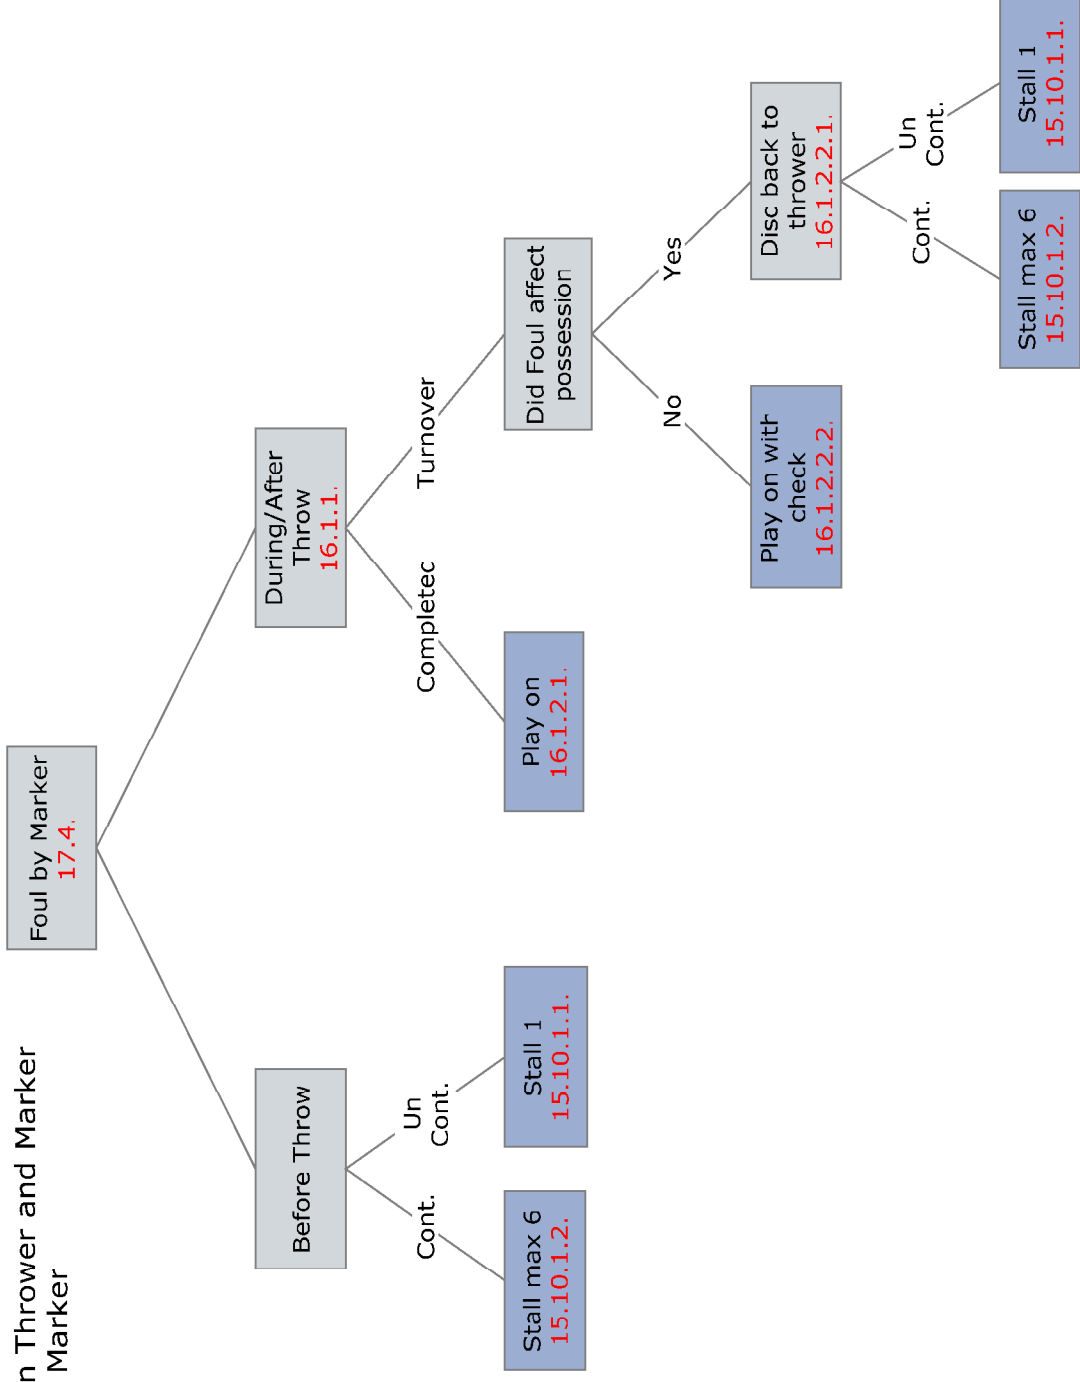 n Thrower and Marker
Marker
Foul by Marker
17.4.
Before Throw
During/After
Throw
16.1.1.
Cont.
Un
Cont.
Completec
Turnover
Stall max 6
15.10.1.2.
Stall 1
15.10.1.1.
Play on
16.1.2.1.
Did Foul affect
possession
No
Yes
Play on with
check
16.1.2.2.2.
Disc back to
thrower
16.1.2.2.1.
Cont.
Un
Cont.
Stall max 6
15.10.1.2.
Stall 1
15.10.1.1.